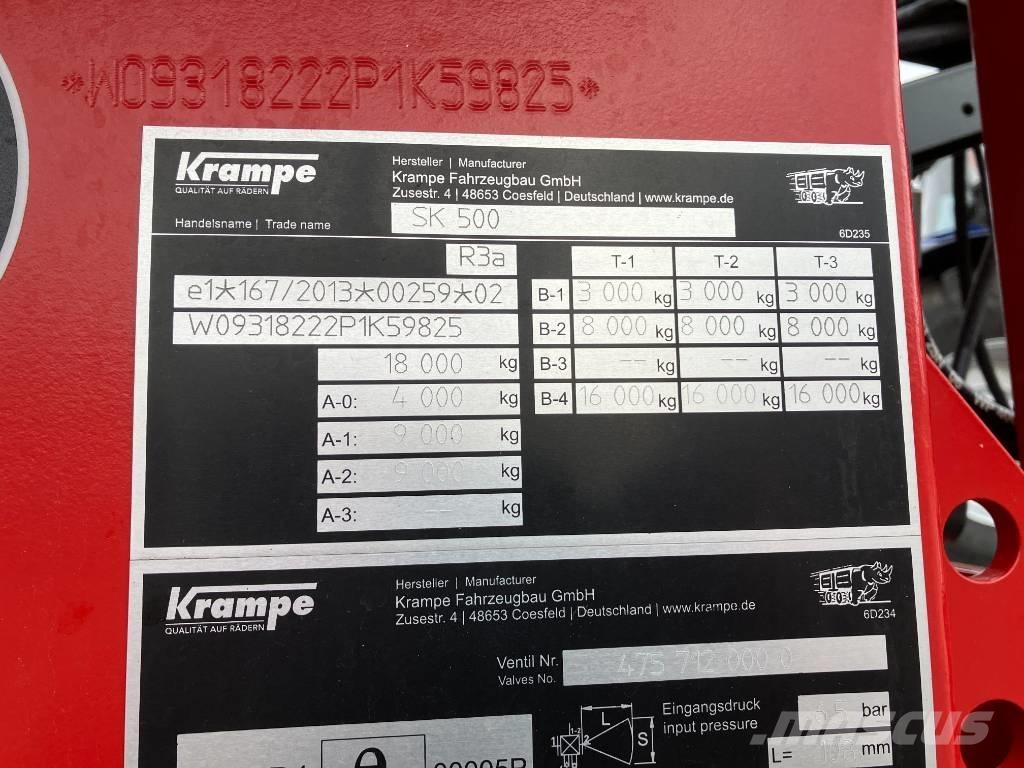 *W09318222P1K59825*
Krampe
QUALITÄT AUF RÄDERN
Hersteller | Manufacturer
Krampe Fahrzeugbau GmbH
Zusestr. 4 | 48653 Coesfeld | Deutschland | www.krampe.de
Handelsname | Trade name SK 500
6D235
R3a
e1*167/2013*00259*02
W09318222P1K59825
18 000 kg
A-0: 4 000 kg
A-1: 9 000 kg
A-2: 9 000 kg
A-3: -- kg
T-1 T-2 T-3
B-1 3 000 kg 3 000 kg 3 000 kg
B-2 8 000 kg 8 000 kg 8 000 kg
B-3 -- kg -- kg -- kg
B-4 16 000 kg 16 000 kg 16 000 kg
Krampe
QUALITÄT AUF RÄDERN
Hersteller | Manufacturer
Krampe Fahrzeugbau GmbH
Zusestr. 4 | 48653 Coesfeld | Deutschland | www.krampe.de
6D234
Ventil Nr. 475 712 000 0
Valves No.
Eingangsdruck
input pressure
bar
L= mm
1 1-2 2 L S
e
mascus